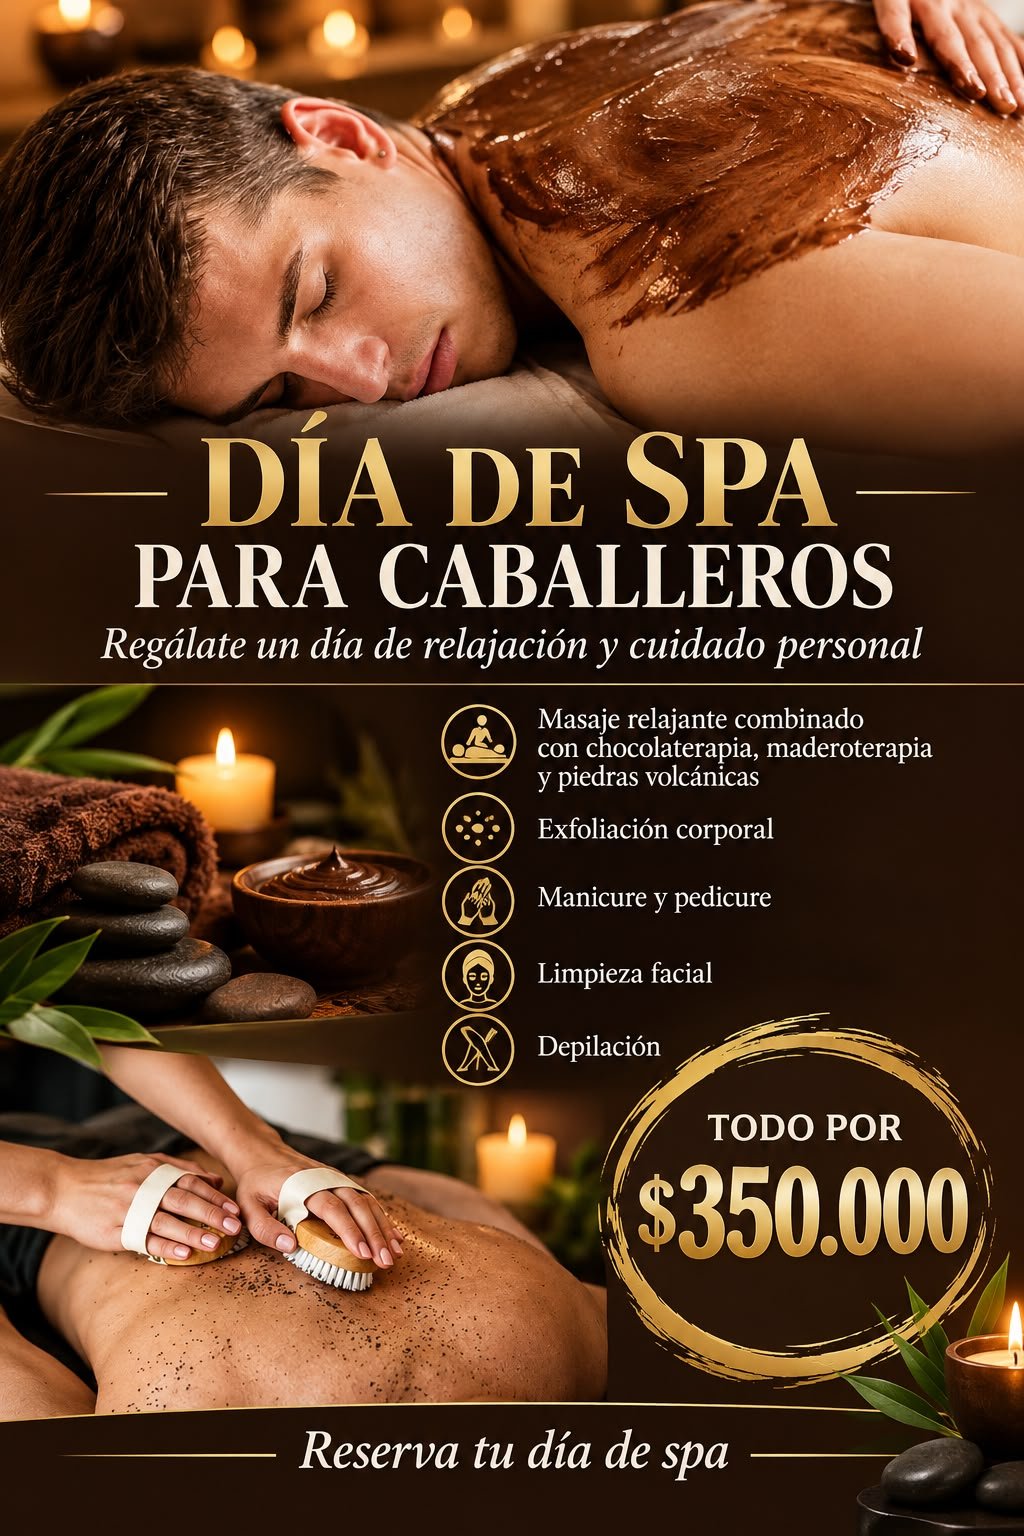 DÍA DE SPA
PARA CABALLEROS
Regálate un día de relajación y cuidado personal
Masaje relajante combinado
con chocolaterapia, maderoterapia
y piedras volcánicas
Exfoliación corporal
Manicure y pedicure
Limpieza facial
Depilación
TODO POR
$350.000
Reserva tu día de spa